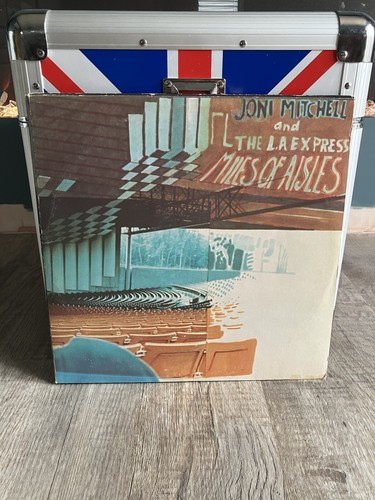 JONI MITCHELL
and
THE L.A EXPRESS
MILES OF AISLES